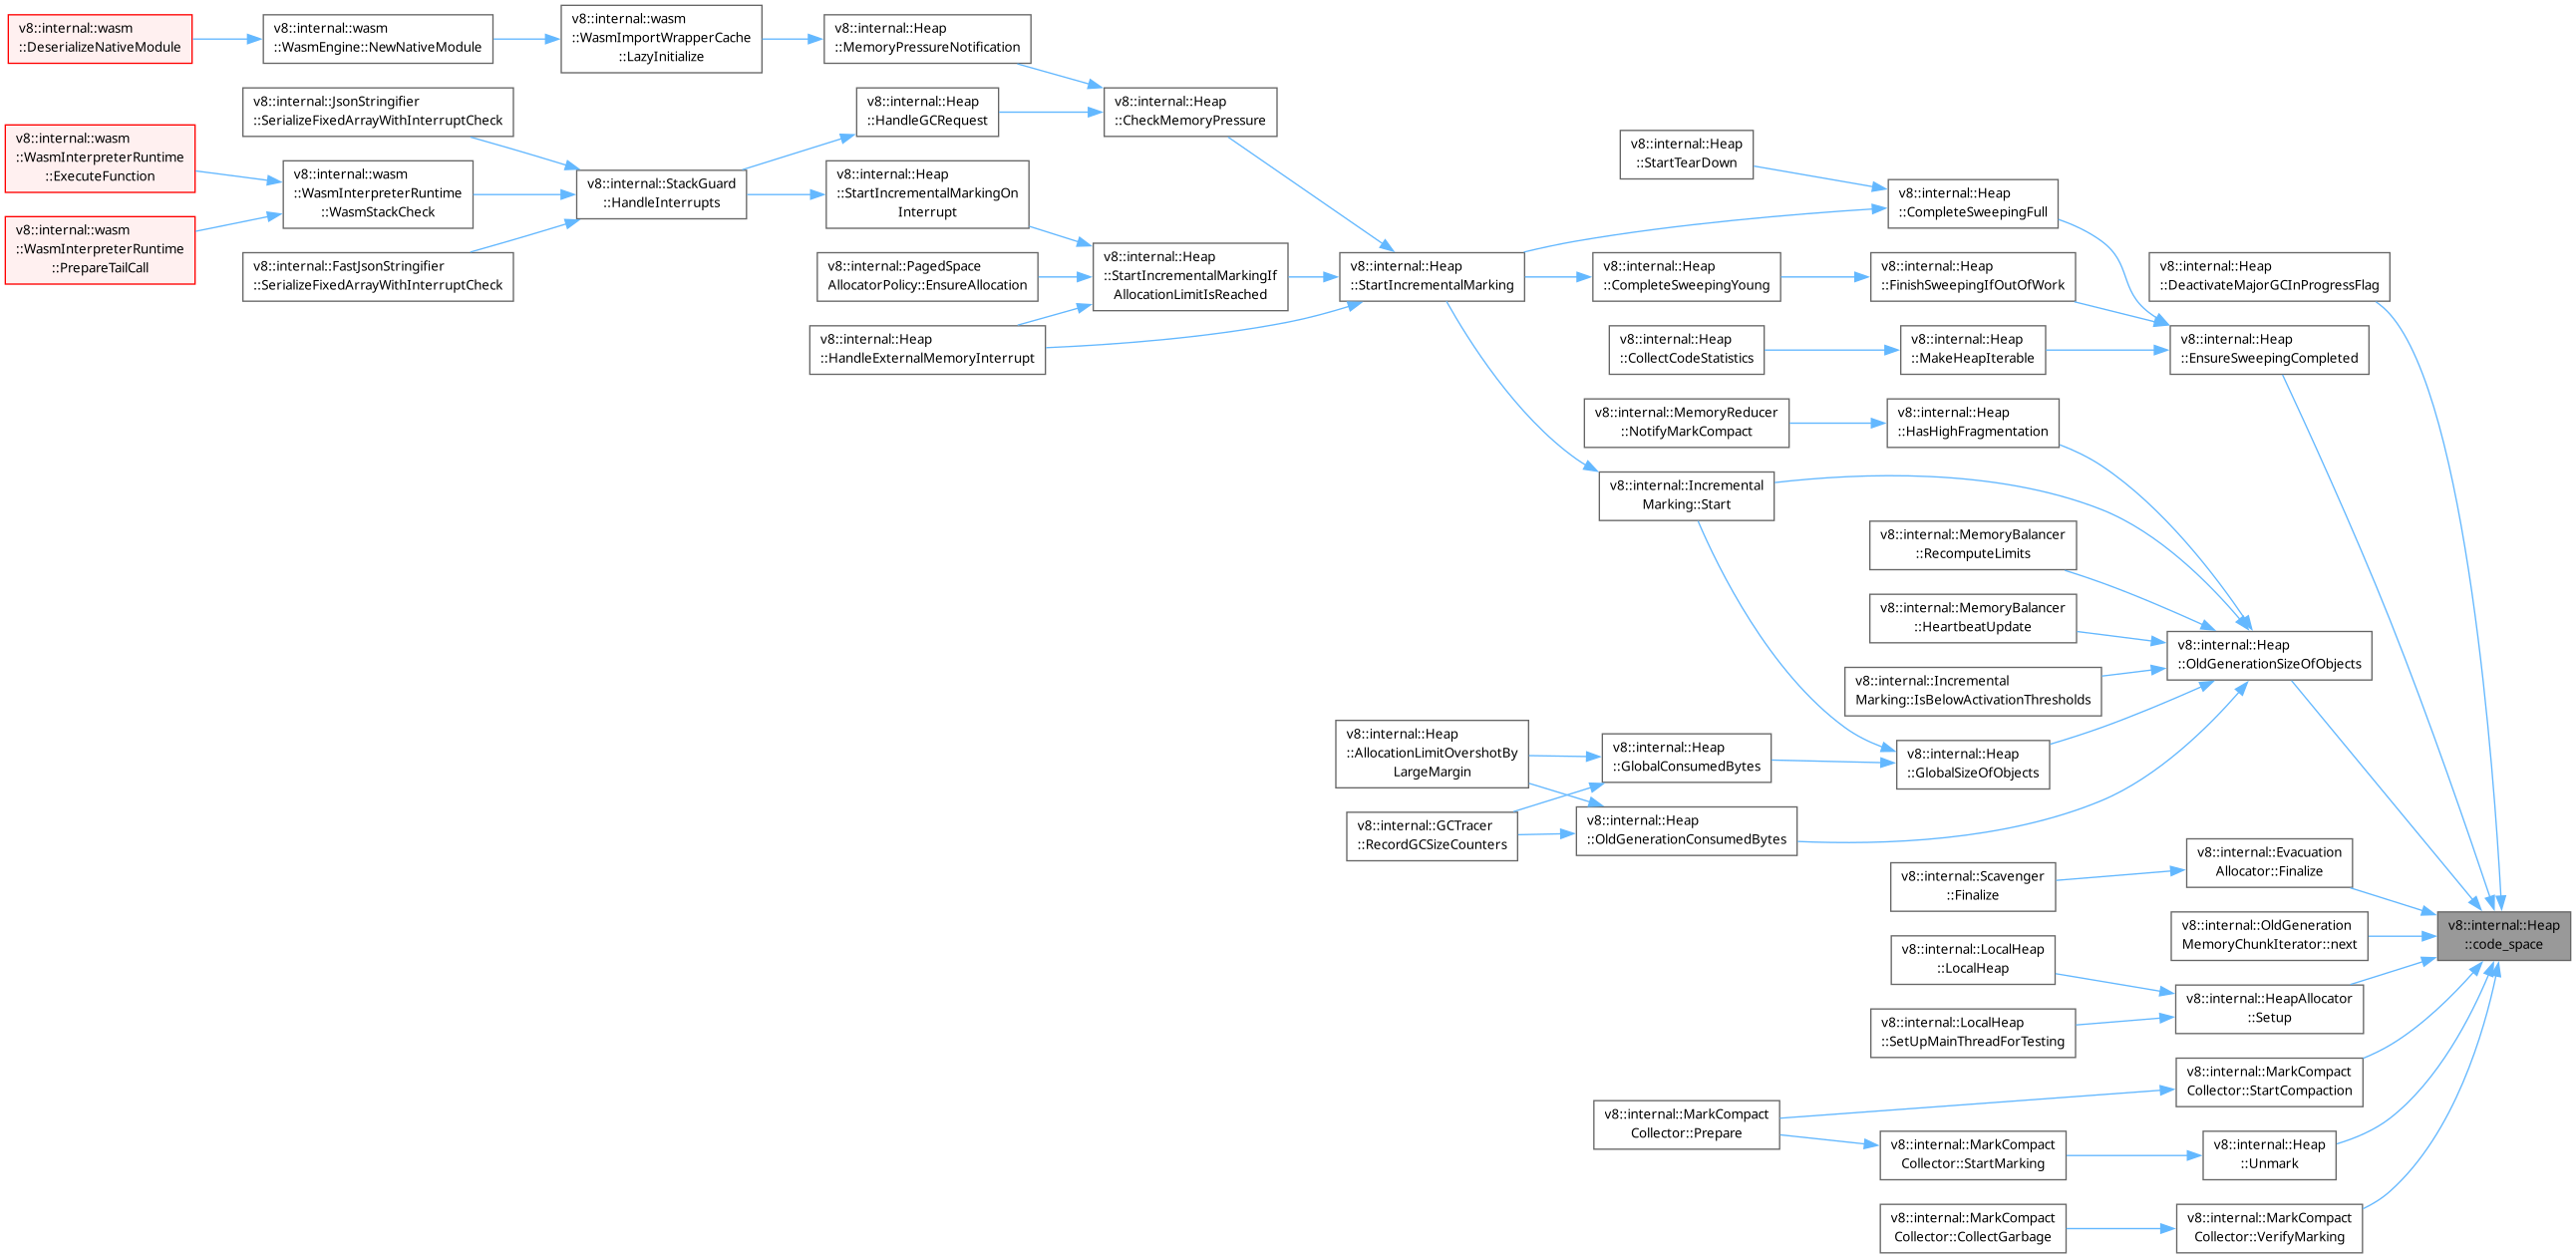 v8::internal::wasm
::DeserializeNativeModule
v8::internal::wasm
::WasmEngine::NewNativeModule
v8::internal::wasm
::WasmImportWrapperCache
::LazyInitialize
v8::internal::Heap
::MemoryPressureNotification
v8::internal::JsonStringifier
::SerializeFixedArrayWithInterruptCheck
v8::internal::Heap
::HandleGCRequest
v8::internal::Heap
::CheckMemoryPressure
v8::internal::wasm
::WasmInterpreterRuntime
::ExecuteFunction
v8::internal::wasm
::WasmInterpreterRuntime
::WasmStackCheck
v8::internal::StackGuard
::HandleInterrupts
v8::internal::Heap
::StartIncrementalMarkingOn
Interrupt
v8::internal::Heap
::StartTearDown
v8::internal::Heap
::CompleteSweepingFull
v8::internal::wasm
::WasmInterpreterRuntime
::PrepareTailCall
v8::internal::FastJsonStringifier
::SerializeFixedArrayWithInterruptCheck
v8::internal::PagedSpace
AllocatorPolicy::EnsureAllocation
v8::internal::Heap
::StartIncrementalMarkingIf
AllocationLimitIsReached
v8::internal::Heap
::StartIncrementalMarking
v8::internal::Heap
::CompleteSweepingYoung
v8::internal::Heap
::FinishSweepingIfOutOfWork
v8::internal::Heap
::DeactivateMajorGCInProgressFlag
v8::internal::Heap
::HandleExternalMemoryInterrupt
v8::internal::Heap
::CollectCodeStatistics
v8::internal::Heap
::MakeHeapIterable
v8::internal::Heap
::EnsureSweepingCompleted
v8::internal::MemoryReducer
::NotifyMarkCompact
v8::internal::Heap
::HasHighFragmentation
v8::internal::Incremental
Marking::Start
v8::internal::MemoryBalancer
::RecomputeLimits
v8::internal::MemoryBalancer
::HeartbeatUpdate
v8::internal::Heap
::OldGenerationSizeOfObjects
v8::internal::Incremental
Marking::IsBelowActivationThresholds
v8::internal::Heap
::AllocationLimitOvershotBy
LargeMargin
v8::internal::Heap
::GlobalConsumedBytes
v8::internal::Heap
::GlobalSizeOfObjects
v8::internal::GCTracer
::RecordGCSizeCounters
v8::internal::Heap
::OldGenerationConsumedBytes
v8::internal::Scavenger
::Finalize
v8::internal::Evacuation
Allocator::Finalize
v8::internal::OldGeneration
MemoryChunkIterator::next
v8::internal::Heap
::code_space
v8::internal::LocalHeap
::LocalHeap
v8::internal::HeapAllocator
::Setup
v8::internal::LocalHeap
::SetUpMainThreadForTesting
v8::internal::MarkCompact
Collector::StartCompaction
v8::internal::MarkCompact
Collector::Prepare
v8::internal::MarkCompact
Collector::StartMarking
v8::internal::Heap
::Unmark
v8::internal::MarkCompact
Collector::CollectGarbage
v8::internal::MarkCompact
Collector::VerifyMarking